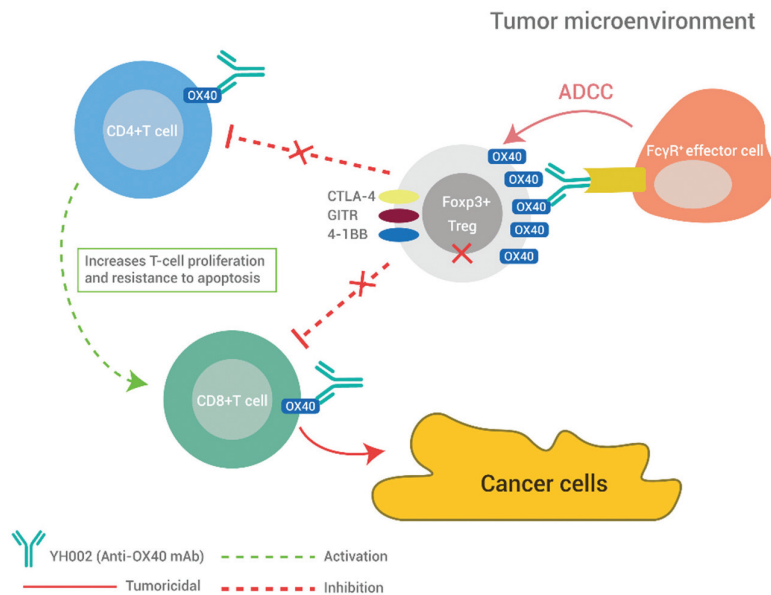 Tumor microenvironment
OX40
CD4+T cell
ADCC
OX40
FcγR⁺ effector cell
OX40
CTLA-4
GITR
4-1BB
Foxp3+
Treg
OX40
OX40
OX40
Increases T-cell proliferation
and resistance to apoptosis
CD8+T cell
OX40
Cancer cells
YH002 (Anti-OX40 mAb)
Activation
Tumoricidal
Inhibition